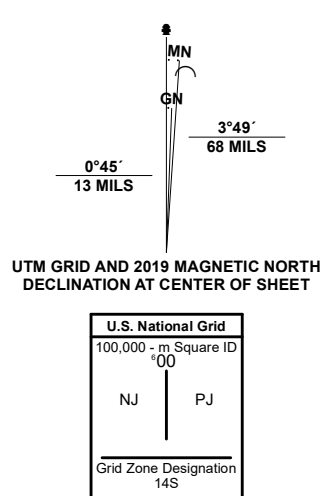 MN
GN
3°49´
68 MILS
0°45´
13 MILS
UTM GRID AND 2019 MAGNETIC NORTH
DECLINATION AT CENTER OF SHEET
U.S. National Grid
100,000 - m Square ID
⁶00
NJ PJ
Grid Zone Designation
14S